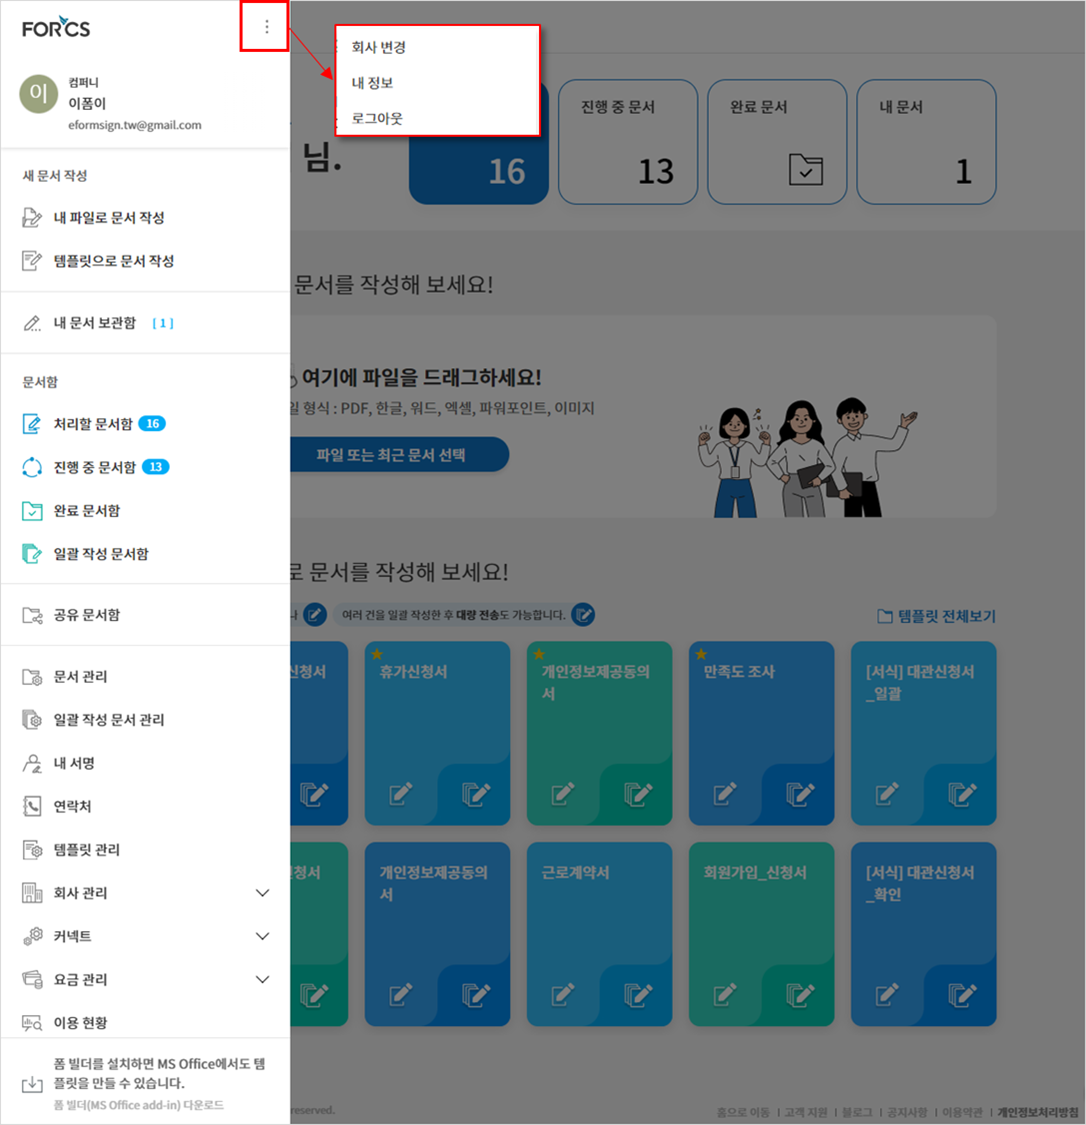 FORCS
회사 변경
내 정보
로그아웃
이
컴퍼니
이폼이
eformsign.tw@gmail.com
새 문서 작성
내 파일로 문서 작성
템플릿으로 문서 작성
내 문서 보관함 [ 1 ]
문서함
처리할 문서함 16
진행 중 문서함 13
완료 문서함
일괄 작성 문서함
공유 문서함
문서 관리
일괄 작성 문서 관리
내 서명
연락처
템플릿 관리
회사 관리
커넥트
요금 관리
이용 현황
폼 빌더를 설치하면 MS Office에서도 템
플릿을 만들 수 있습니다.
폼 빌더(MS Office add-in) 다운로드
님.
16
진행 중 문서
13
완료 문서
내 문서
1
문서를 작성해 보세요!
여기에 파일을 드래그하세요!
일 형식 : PDF, 한글, 워드, 엑셀, 파워포인트, 이미지
파일 또는 최근 문서 선택
로 문서를 작성해 보세요!
나 여러 건을 일괄 작성한 후 대량 전송도 가능합니다.
템플릿 전체보기
신청서
휴가신청서
개인정보제공동의
서
만족도 조사
[서식] 대관신청서
_일괄
청서
개인정보제공동의
서
근로계약서
회원가입_신청서
[서식] 대관신청서
_확인
reserved.
홈으로 이동 | 고객 지원 | 블로그 | 공지사항 | 이용약관 | 개인정보처리방침